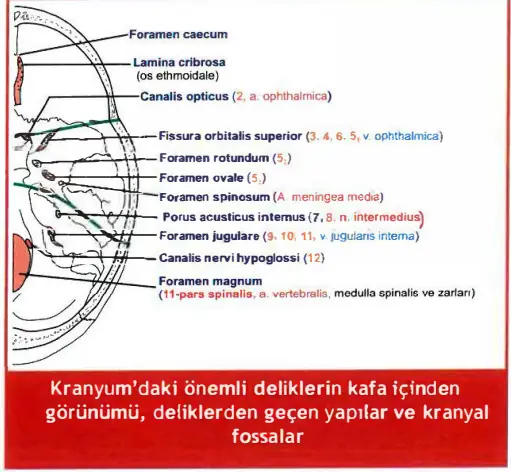 Foramen caecum
Lamina cribrosa
(os ethmoidale)
Canalis opticus (2, a. ophthalmica)
Fissura orbitalis superior (3. 4, 6. 5₁ v. ophthalmica)
Foramen rotundum (5₂)
Foramen ovale (5₃)
Foramen spinosum (A meningea media)
Porus acusticus internus (7, 8. n. intermedius)
Foramen jugulare (9. 10, 11, v. jugularis interna)
Canalis nervi hypoglossi (12)
Foramen magnum
(11-pars spinalis, a. vertebralis, medulla spinalis ve zarları)
Kranyum'daki önemli deliklerin kafa içinden
görünümü, deliklerden geçen yapılar ve kranyal
fossalar